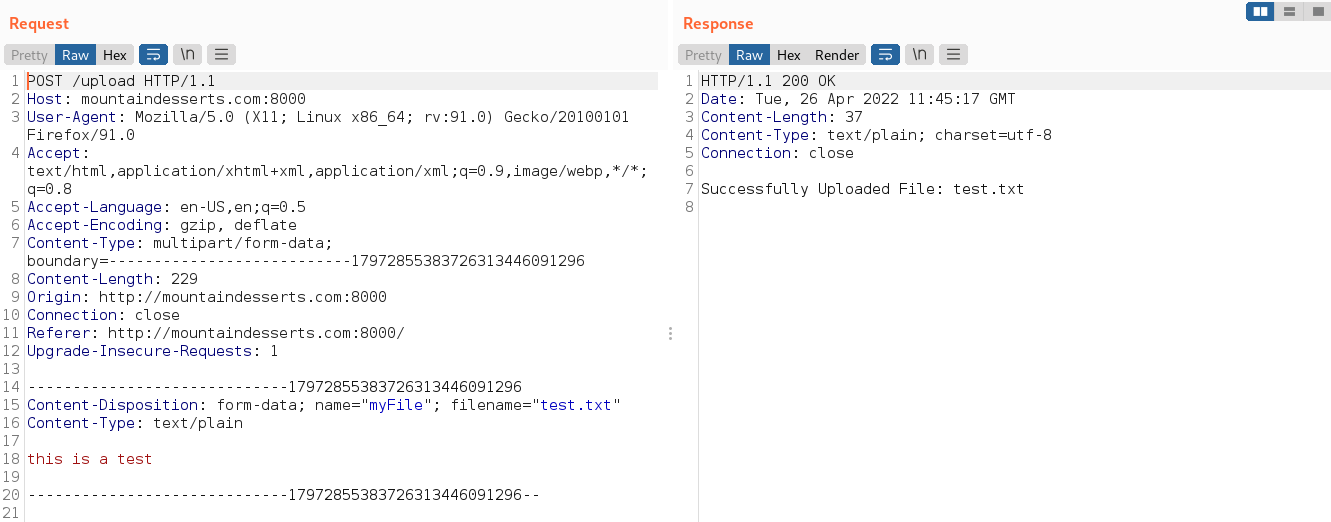 Request
Pretty Raw Hex \n
1 POST /upload HTTP/1.1
2 Host: mountaindesserts.com:8000
3 User-Agent: Mozilla/5.0 (X11; Linux x86_64; rv:91.0) Gecko/20100101
Firefox/91.0
4 Accept:
text/html,application/xhtml+xml,application/xml;q=0.9,image/webp,*/*;
q=0.8
5 Accept-Language: en-US,en;q=0.5
6 Accept-Encoding: gzip, deflate
7 Content-Type: multipart/form-data;
boundary=---------------------------17972855383726313446091296
8 Content-Length: 229
9 Origin: http://mountaindesserts.com:8000
10 Connection: close
11 Referer: http://mountaindesserts.com:8000/
12 Upgrade-Insecure-Requests: 1
13
14 -----------------------------17972855383726313446091296
15 Content-Disposition: form-data; name="myFile"; filename="test.txt"
16 Content-Type: text/plain
17
18 this is a test
19
20 -----------------------------17972855383726313446091296--
21
Response
Pretty Raw Hex Render \n
1 HTTP/1.1 200 OK
2 Date: Tue, 26 Apr 2022 11:45:17 GMT
3 Content-Length: 37
4 Content-Type: text/plain; charset=utf-8
5 Connection: close
6
7 Successfully Uploaded File: test.txt
8